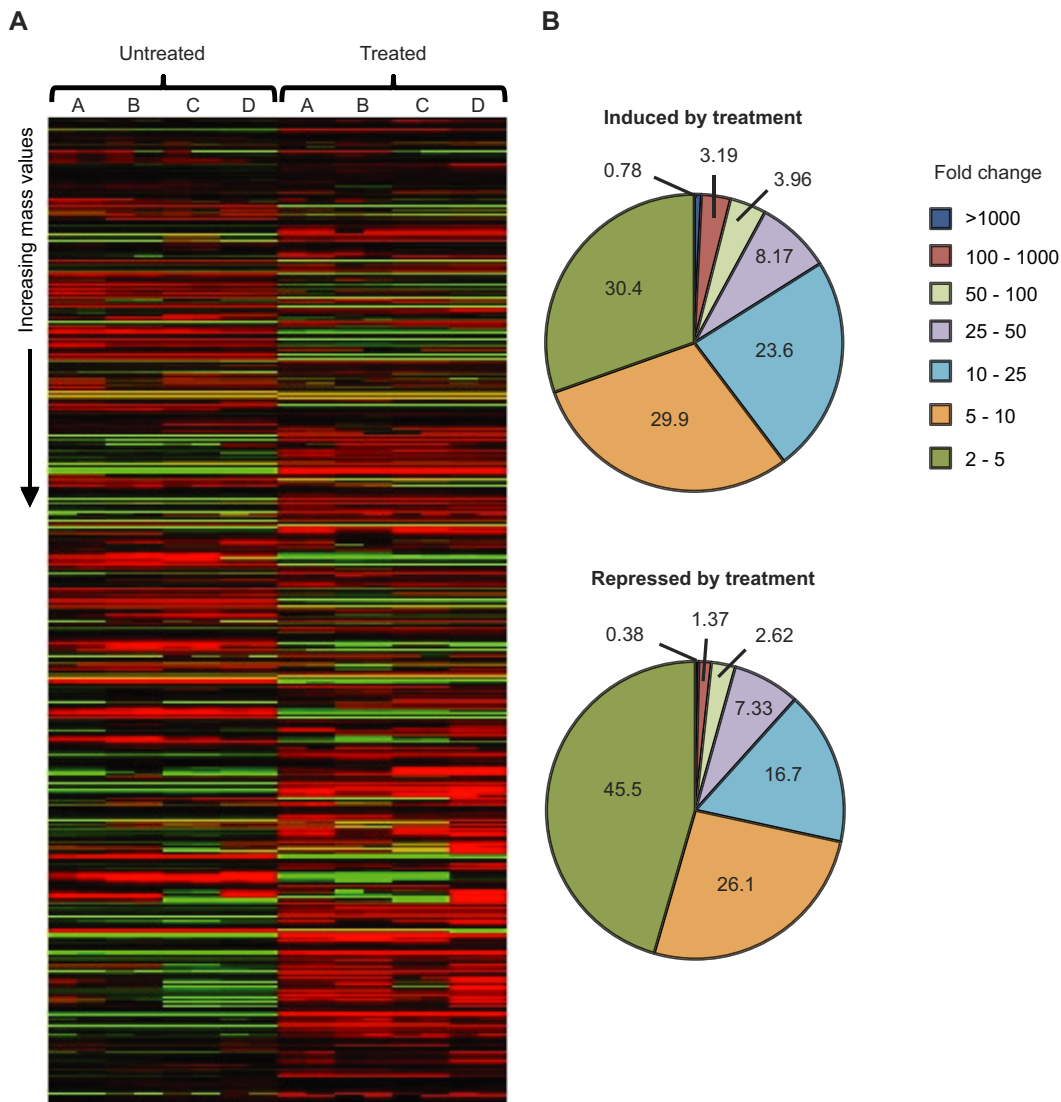 A
B
Untreated
Treated
A B C D A B C D
Increasing mass values
Induced by treatment
0.78
3.19
3.96
8.17
23.6
29.9
30.4
Fold change
>1000
100 - 1000
50 - 100
25 - 50
10 - 25
5 - 10
2 - 5
Repressed by treatment
0.38
1.37
2.62
7.33
16.7
26.1
45.5